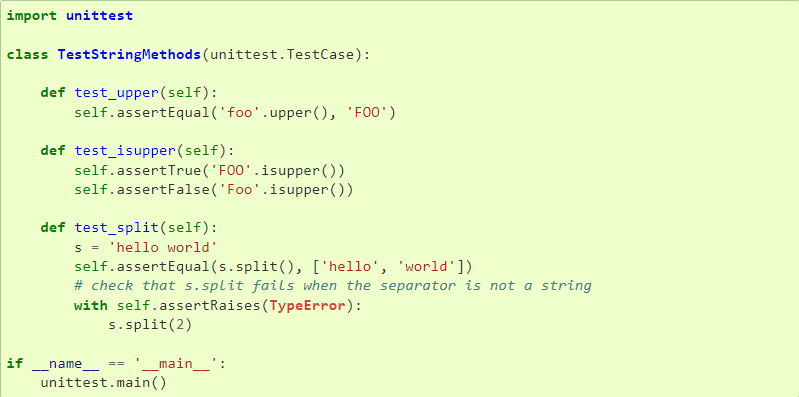 import unittest

class TestStringMethods(unittest.TestCase):

    def test_upper(self):
        self.assertEqual('foo'.upper(), 'FOO')

    def test_isupper(self):
        self.assertTrue('FOO'.isupper())
        self.assertFalse('Foo'.isupper())

    def test_split(self):
        s = 'hello world'
        self.assertEqual(s.split(), ['hello', 'world'])
        # check that s.split fails when the separator is not a string
        with self.assertRaises(TypeError):
            s.split(2)

if __name__ == '__main__':
    unittest.main()